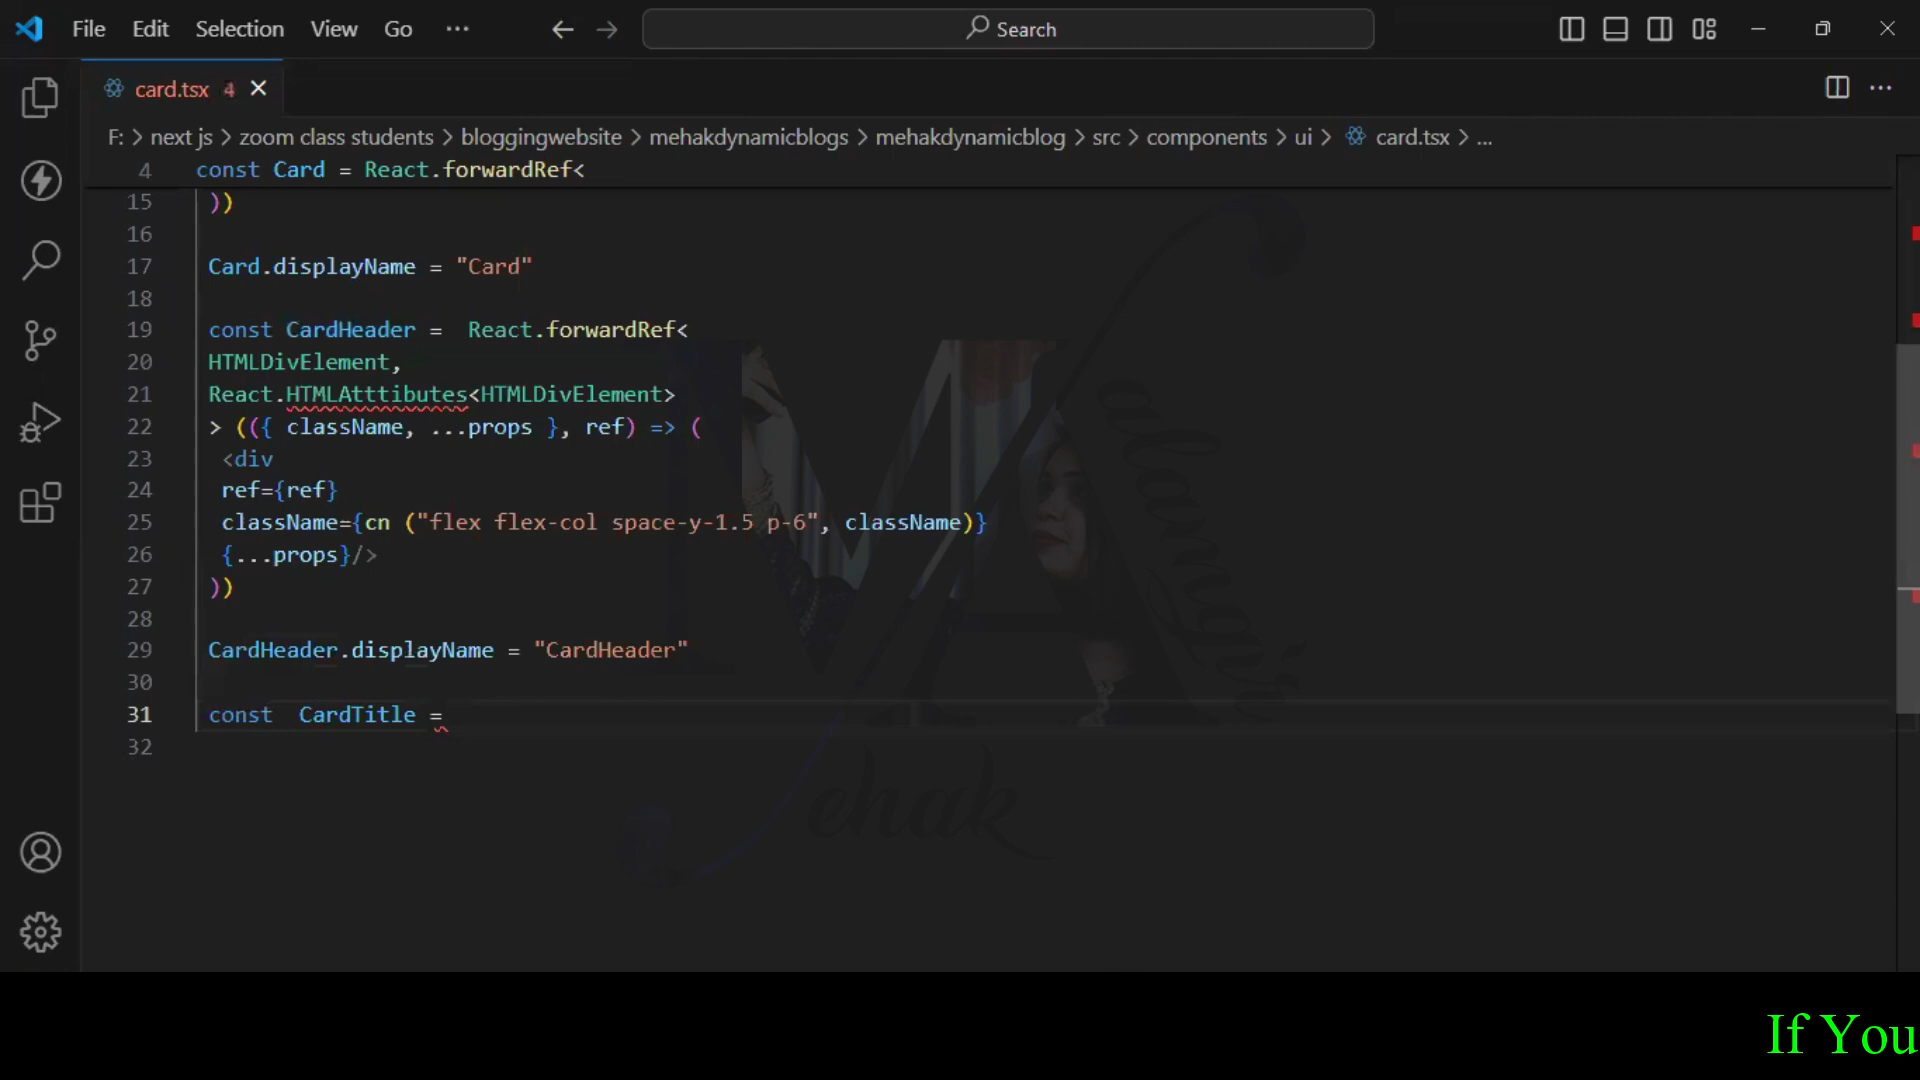 File Edit Selection View Go ··· Search
card.tsx 4
F: > next js > zoom class students > bloggingwebsite > mehakdynamicblogs > mehakdynamicblog > src > components > ui > card.tsx > ...
4 const Card = React.forwardRef<
15 ))
16
17 Card.displayName = "Card"
18
19 const CardHeader =  React.forwardRef<
20 HTMLDivElement,
21 React.HTMLAtttibutes<HTMLDivElement>
22 > (({ className, ...props }, ref) => (
23 <div
24 ref={ref}
25 className={cn ("flex flex-col space-y-1.5 p-6", className)}
26 {...props}/>
27 ))
28
29 CardHeader.displayName = "CardHeader"
30
31 const  CardTitle =
32
alangi
ehak
If You